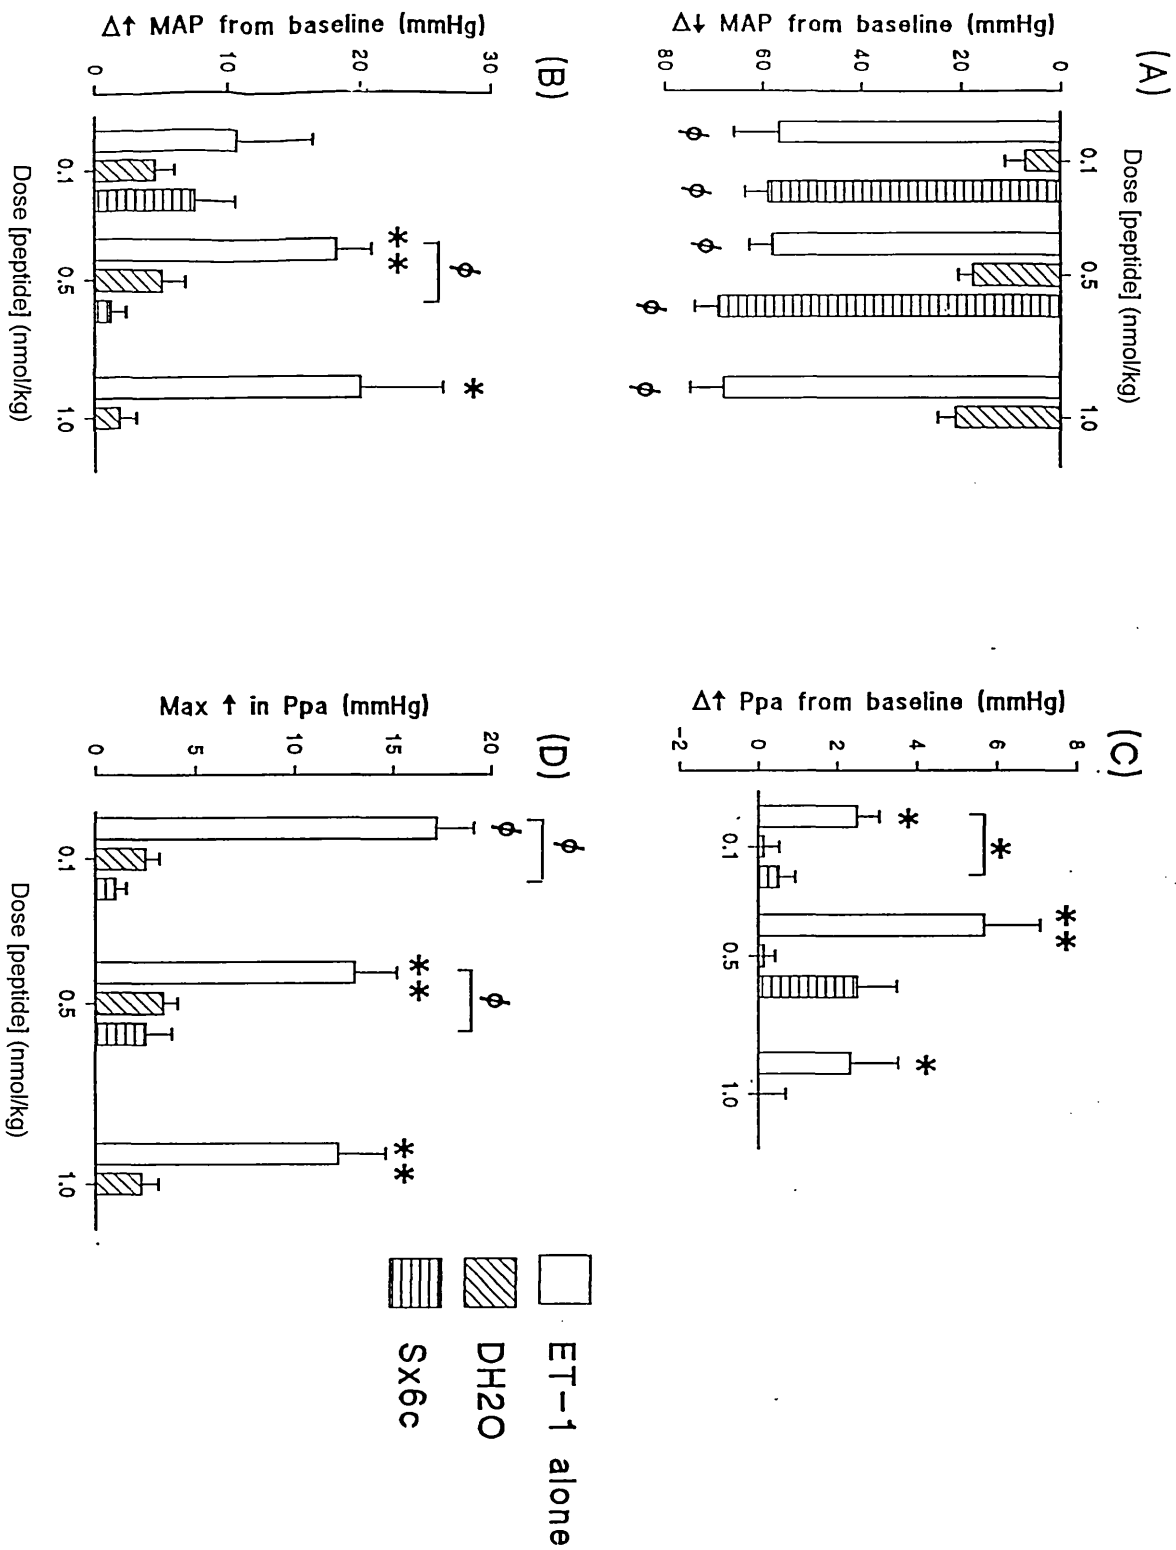 (A)
Δ↓ MAP from baseline (mmHg)
0
20
40
60
80
Dose [peptide] (nmol/kg)
0.1
0.5
1.0
ϕ
ϕ
ϕ
ϕ
ϕ
(B)
Δ↑ MAP from baseline (mmHg)
30
20
10
0
**
ϕ
*
0.1
0.5
1.0
Dose [peptide] (nmol/kg)
(C)
Δ↑ Ppa from baseline (mmHg)
8
6
4
2
0
-2
*
*
**
*
0.1
0.5
1.0
(D)
Max ↑ in Ppa (mmHg)
20
15
10
5
0
ϕ
ϕ
**
ϕ
**
0.1
0.5
1.0
Dose [peptide] (nmol/kg)
ET-1 alone
DH2O
Sx6c